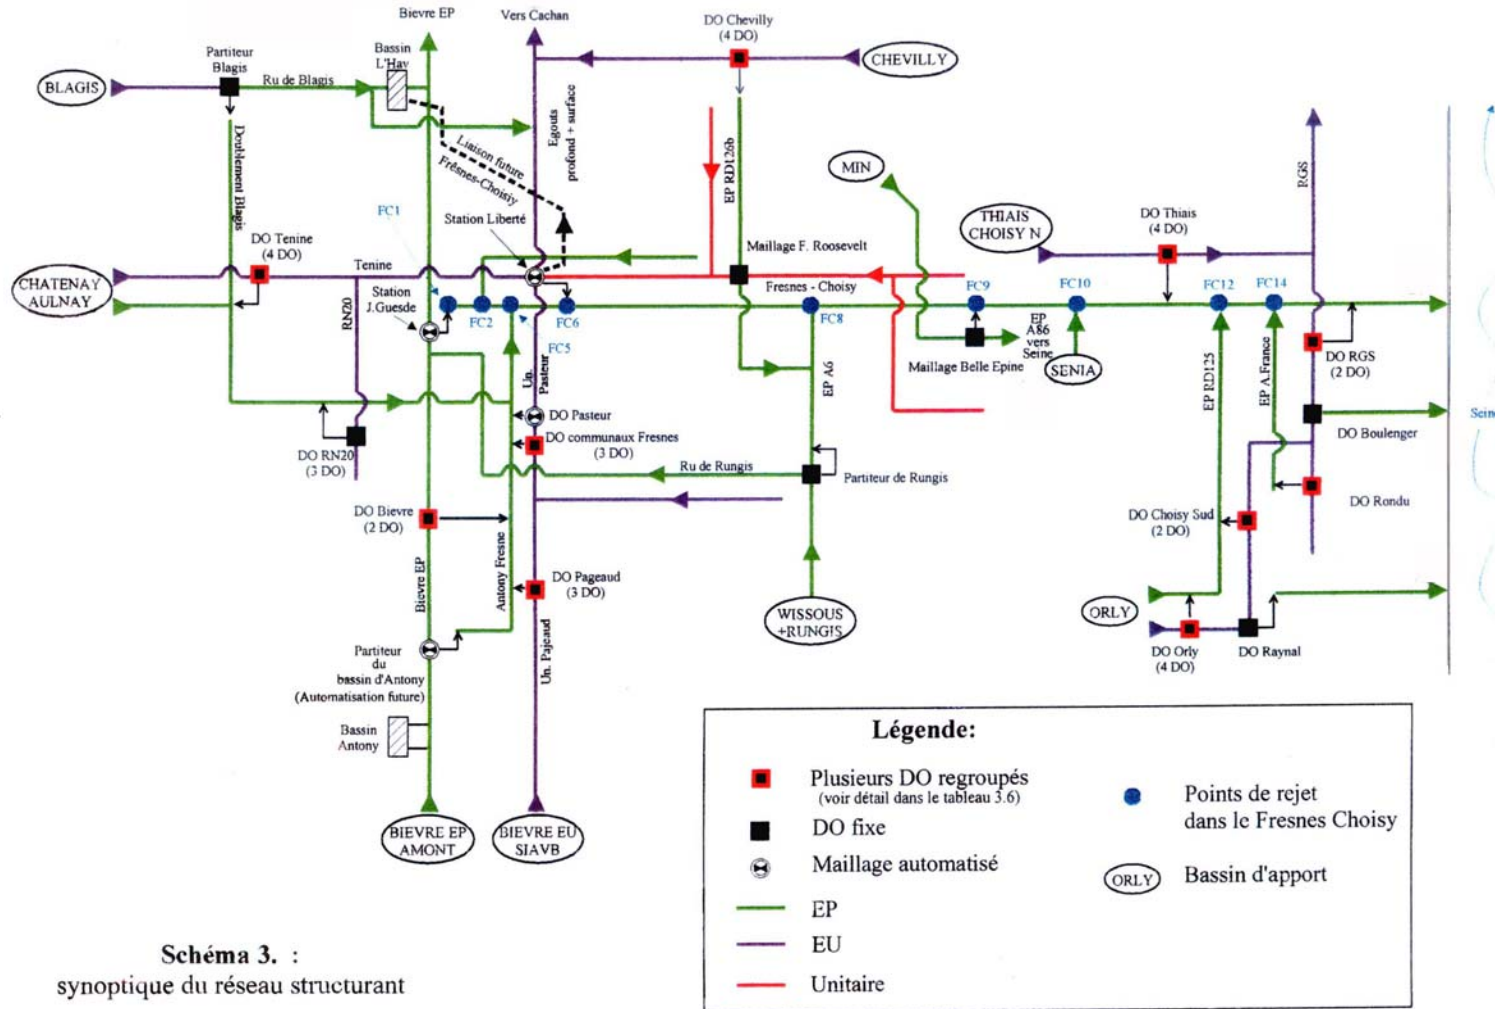 Bievre EP
Vers Cachan
DO Chevilly
(4 DO)
Partiteur
Blagis
Bassin
L'Hay
CHEVILLY
BLAGIS
Ru de Blagis
Doublement Blagis
Liaison future
Frêsnes-Choisy
Egouts
profond + surface
EP RD126b
MIN
RGS
FC1
Station Liberté
THIAIS
CHOISY N
DO Thiais
(4 DO)
DO Tenine
(4 DO)
Maillage F. Roosevelt
Tenine
CHATENAY
AULNAY
Station
J.Guesde
Fresnes - Choisy
FC9
FC10
FC12
FC14
RN20
FC2
FC6
FC8
FC5
EP
A86
vers
Seine
Un.
Pasteur
Maillage Belle Epine
SENIA
DO RGS
(2 DO)
EP A6
EP RD125
EP A.France
DO Pasteur
Seine
DO communaux Fresnes
(3 DO)
DO Boulenger
DO RN20
(3 DO)
Ru de Rungis
Partiteur de Rungis
DO Rondu
DO Bievre
(2 DO)
DO Choisy Sud
(2 DO)
Bievre EP
Antony Fresne
DO Pageaud
(3 DO)
WISSOUS
+RUNGIS
ORLY
Un. Pajeaud
Partiteur
du
bassin d'Antony
(Automatisation future)
DO Orly
(4 DO)
DO Raynal
Bassin
Antony
BIEVRE EP
AMONT
BIEVRE EU
SIAVB
Légende:
Plusieurs DO regroupés
(voir détail dans le tableau 3.6)
DO fixe
Maillage automatisé
EP
EU
Unitaire
Points de rejet
dans le Fresnes Choisy
ORLY
Bassin d'apport
Schéma 3. :
synoptique du réseau structurant